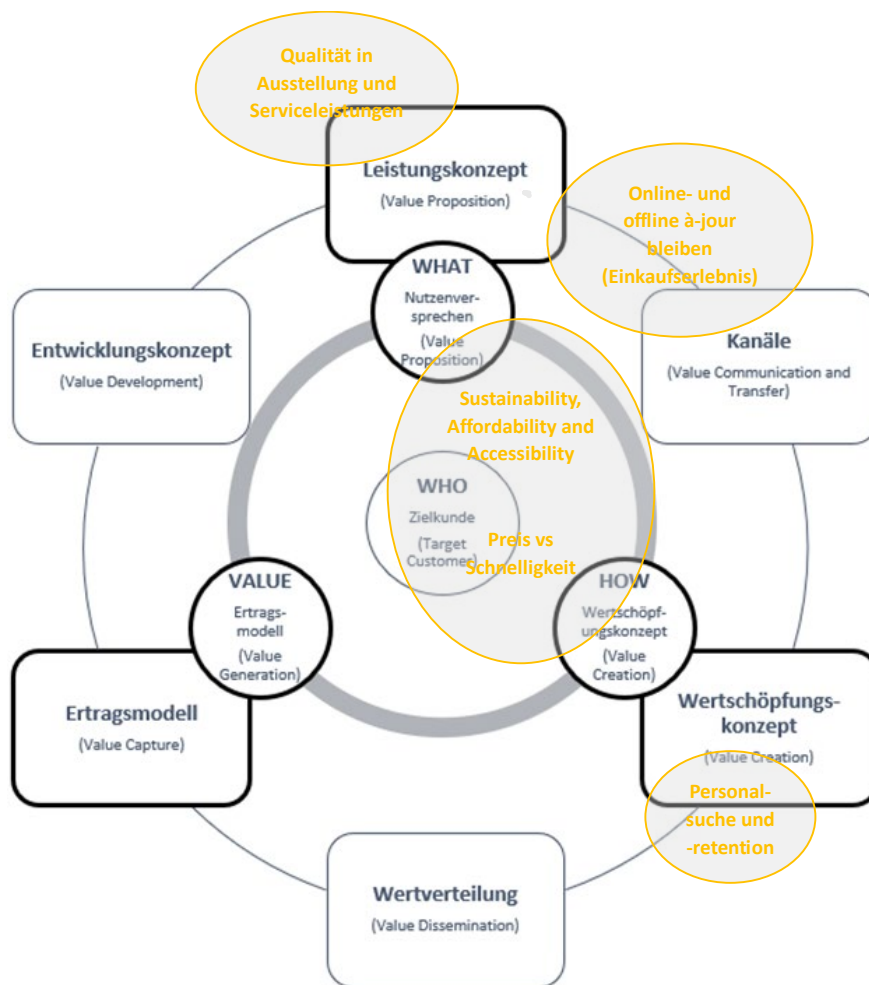 Qualität in
Ausstellung und
Serviceleistungen
Leistungskonzept
(Value Proposition)
Online- und
offline à-jour
bleiben
(Einkaufserlebnis)
WHAT
Nutzenver-
sprechen
(Value
Proposition)
Entwicklungskonzept
(Value Development)
Kanäle
(Value Communication and
Transfer)
Sustainability,
Affordability and
Accessibility
WHO
Zielkunde
(Target
Customer)
Preis vs
Schnelligkeit
VALUE
Ertrags-
modell
(Value
Generation)
HOW
Wertschöpf-
ungskonzept
(Value
Creation)
Ertragsmodell
(Value Capture)
Wertschöpfungs-
konzept
(Value Creation)
Personal-
suche und
-retention
Wertverteilung
(Value Dissemination)